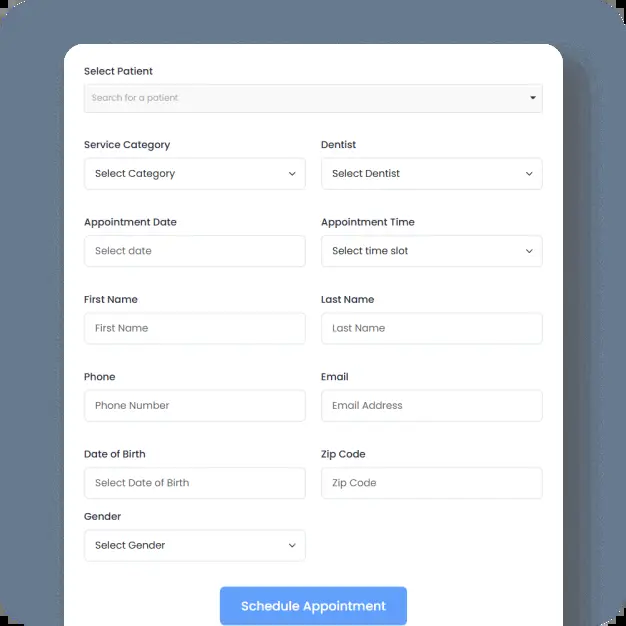 Select Patient
Search for a patient
Service Category Dentist
Select Category Select Dentist
Appointment Date Appointment Time
Select date Select time slot
First Name Last Name
First Name Last Name
Phone Email
Phone Number Email Address
Date of Birth Zip Code
Select Date of Birth Zip Code
Gender
Select Gender
Schedule Appointment